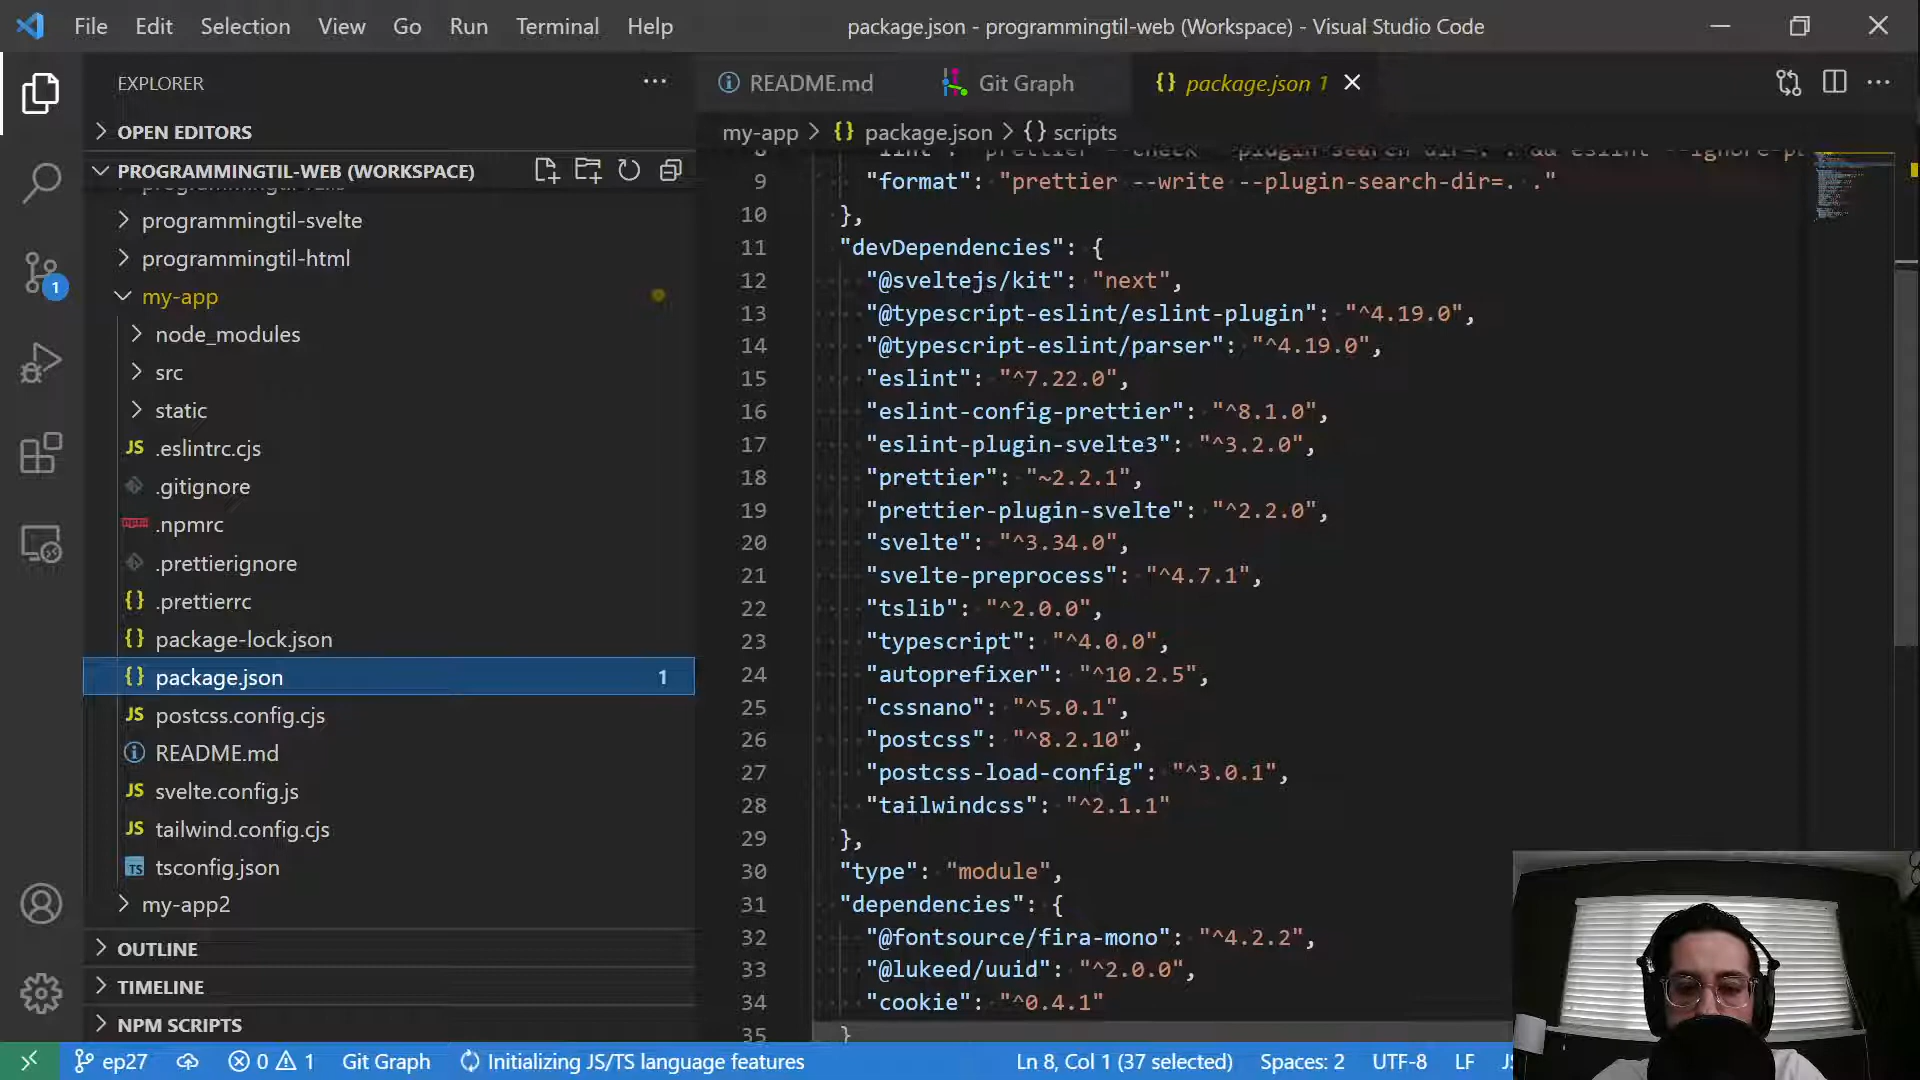 File Edit Selection View Go Run Terminal Help
package.json - programmingtil-web (Workspace) - Visual Studio Code
EXPLORER
OPEN EDITORS
PROGRAMMINGTIL-WEB (WORKSPACE)
programmingtil-svelte
programmingtil-html
my-app
node_modules
src
static
JS .eslintrc.cjs
.gitignore
npm .npmrc
.prettierignore
{} .prettierrc
{} package-lock.json
{} package.json 1
JS postcss.config.cjs
README.md
JS svelte.config.js
JS tailwind.config.cjs
TS tsconfig.json
my-app2
OUTLINE
TIMELINE
NPM SCRIPTS
1
README.md Git Graph {} package.json 1
my-app > {} package.json > {} scripts
9 "format": "prettier --write --plugin-search-dir=. ."
10 },
11 "devDependencies": {
12 "@sveltejs/kit": "next",
13 "@typescript-eslint/eslint-plugin": "^4.19.0",
14 "@typescript-eslint/parser": "^4.19.0",
15 "eslint": "^7.22.0",
16 "eslint-config-prettier": "^8.1.0",
17 "eslint-plugin-svelte3": "^3.2.0",
18 "prettier": "~2.2.1",
19 "prettier-plugin-svelte": "^2.2.0",
20 "svelte": "^3.34.0",
21 "svelte-preprocess": "^4.7.1",
22 "tslib": "^2.0.0",
23 "typescript": "^4.0.0",
24 "autoprefixer": "^10.2.5",
25 "cssnano": "^5.0.1",
26 "postcss": "^8.2.10",
27 "postcss-load-config": "^3.0.1",
28 "tailwindcss": "^2.1.1"
29 },
30 "type": "module",
31 "dependencies": {
32 "@fontsource/fira-mono": "^4.2.2",
33 "@lukeed/uuid": "^2.0.0",
34 "cookie": "^0.4.1"
35 }
ep27 0 1 Git Graph Initializing JS/TS language features Ln 8, Col 1 (37 selected) Spaces: 2 UTF-8 LF